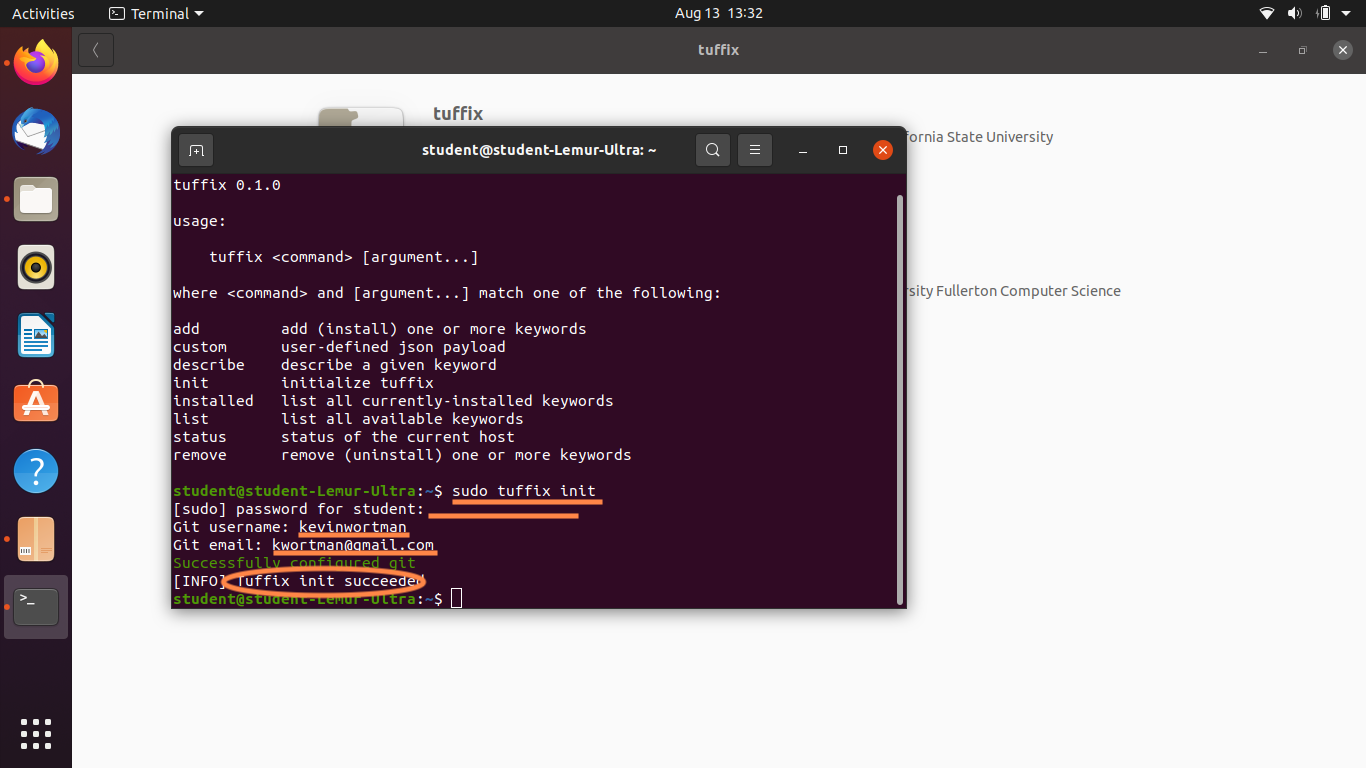 Activities
Terminal
Aug 13 13:32
tuffix
tuffix
fornia State University
student@student-Lemur-Ultra: ~
tuffix 0.1.0
usage:
tuffix <command> [argument...]
where <command> and [argument...] match one of the following:
rsity Fullerton Computer Science
add add (install) one or more keywords
custom user-defined json payload
describe describe a given keyword
init initialize tuffix
installed list all currently-installed keywords
list list all available keywords
status status of the current host
remove remove (uninstall) one or more keywords
student@student-Lemur-Ultra:~$ sudo tuffix init
[sudo] password for student:
Git username: kevinwortman
Git email: kwortman@gmail.com
Successfully configured git
[INFO] Tuffix init succeeded
student@student-Lemur-Ultra:~$